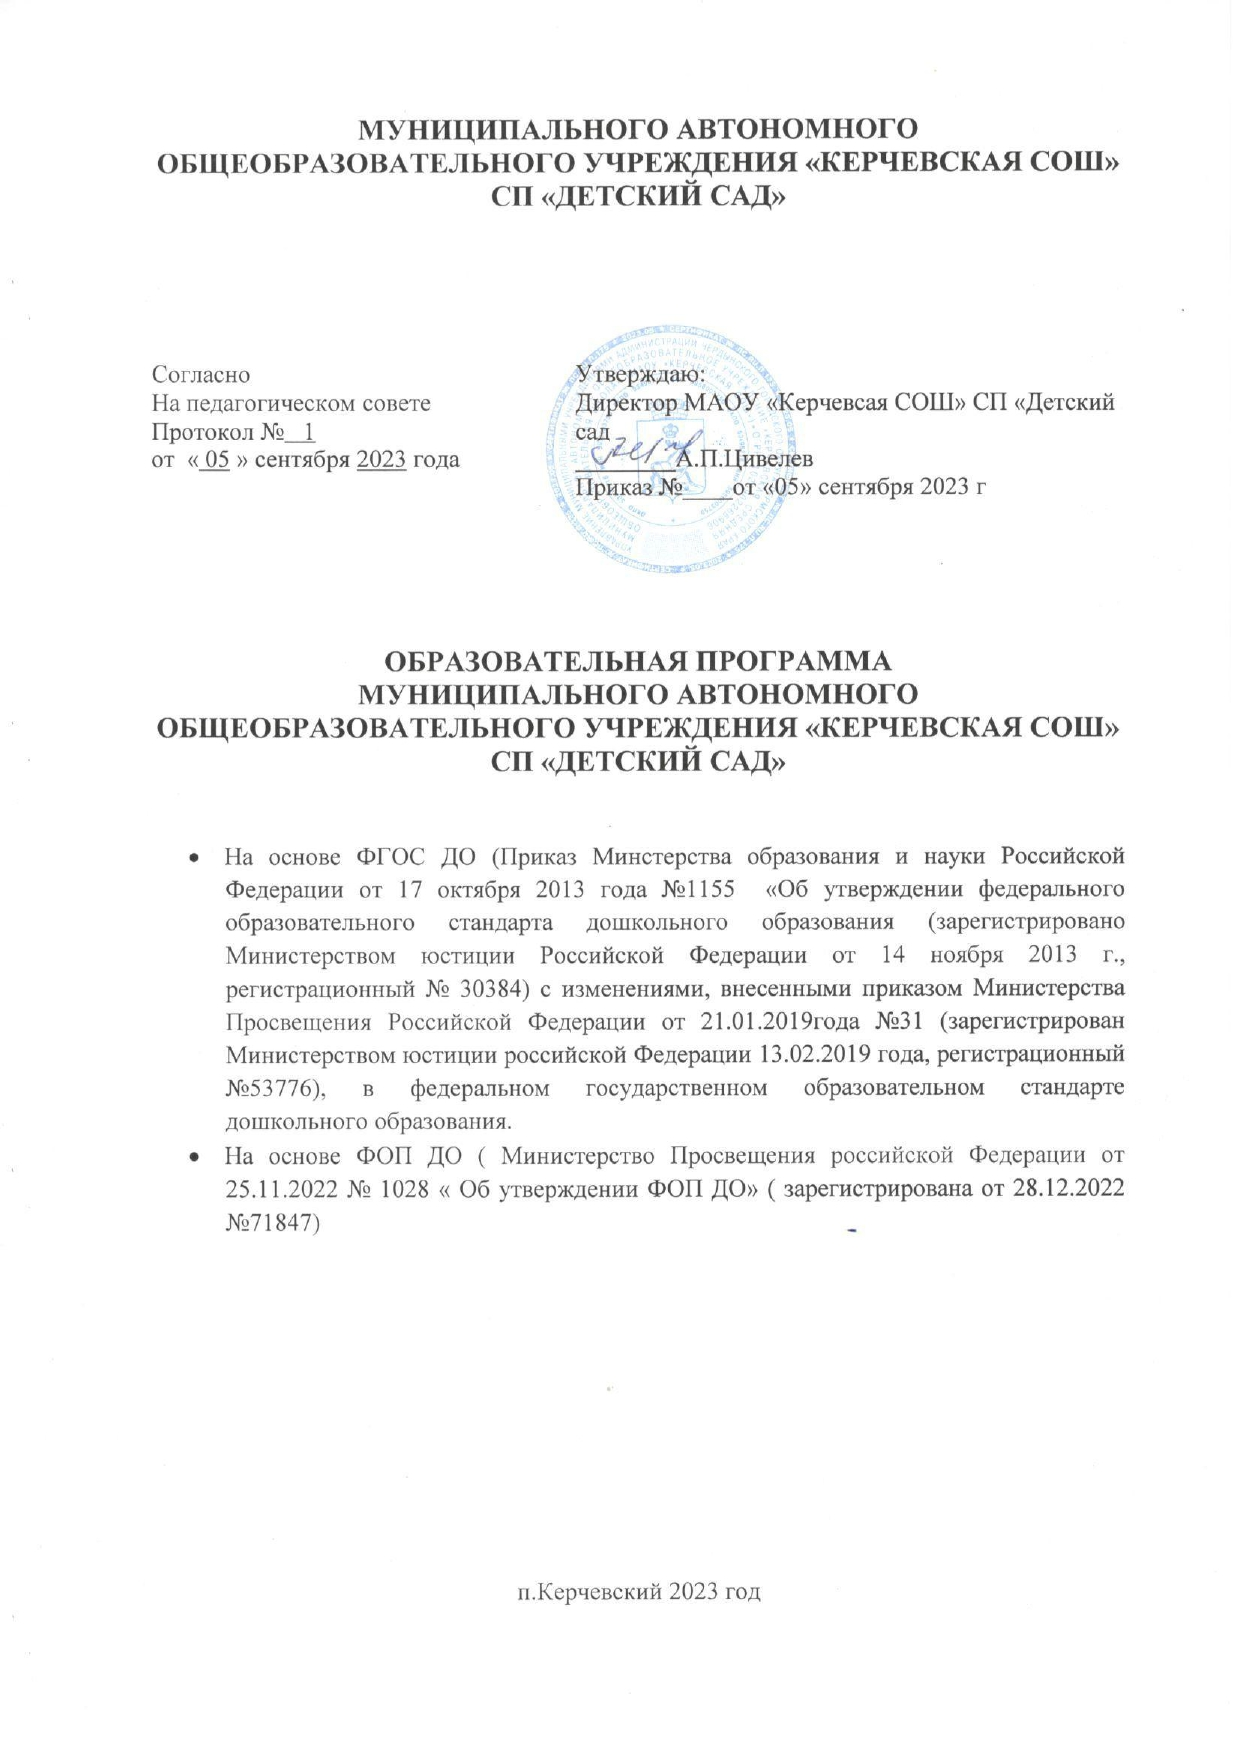 МУНИЦИПАЛЬНОГО АВТОНОМНОГО
ОБЩЕОБРАЗОВАТЕЛЬНОГО УЧРЕЖДЕНИЯ «КЕРЧЕВСКАЯ СОШ»
СП «ДЕТСКИЙ САД»
Согласно
На педагогическом совете
Протокол № 1
от « 05 » сентября 2023 года
Утверждаю:
Директор МАОУ «Керчевсая СОШ» СП «Детский
сад
________А.П.Цивелев
Приказ №____от «05» сентября 2023 г
ОБРАЗОВАТЕЛЬНАЯ ПРОГРАММА
МУНИЦИПАЛЬНОГО АВТОНОМНОГО
ОБЩЕОБРАЗОВАТЕЛЬНОГО УЧРЕЖДЕНИЯ «КЕРЧЕВСКАЯ СОШ»
СП «ДЕТСКИЙ САД»
• На основе ФГОС ДО (Приказ Минстерства образования и науки Российской
Федерации от 17 октября 2013 года №1155 «Об утверждении федерального
образовательного стандарта дошкольного образования (зарегистрировано
Министерством юстиции Российской Федерации от 14 ноября 2013 г.,
регистрационный № 30384) с изменениями, внесенными приказом Министерства
Просвещения Российской Федерации от 21.01.2019года №31 (зарегистрирован
Министерством юстиции российской Федерации 13.02.2019 года, регистрационный
№53776), в федеральном государственном образовательном стандарте
дошкольного образования.
• На основе ФОП ДО ( Министерство Просвещения российской Федерации от
25.11.2022 № 1028 « Об утверждении ФОП ДО» ( зарегистрирована от 28.12.2022
№71847)
п.Керчевский 2023 год